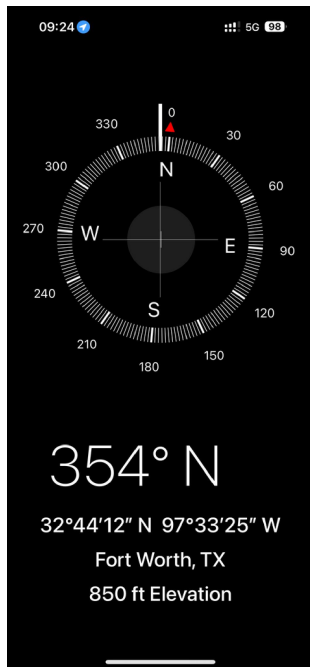 09:24 5G 98
0
330 30
N
300 60
270 W E 90
240 120
S
210 150
180
354° N
32°44’12” N 97°33’25” W
Fort Worth, TX
850 ft Elevation